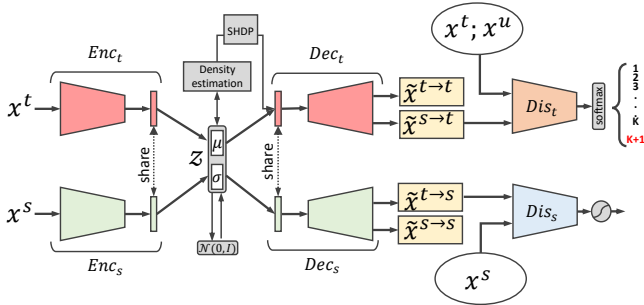 SHDP
Enc_t
Density
estimation
Dec_t
x^t; x^u
x^t
x̃^{t→t}
x̃^{s→t}
Dis_t
softmax
1
2
3
.
.
.
K
K+1
share
z
μ
σ
share
x^s
x̃^{t→s}
x̃^{s→s}
Dis_s
Enc_s
𝒩(0,I)
Dec_s
x^s